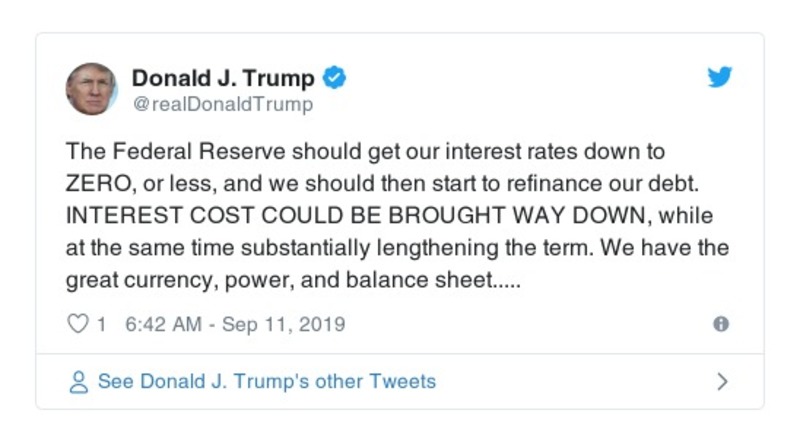 Donald J. Trump
@realDonaldTrump
The Federal Reserve should get our interest rates down to
ZERO, or less, and we should then start to refinance our debt.
INTEREST COST COULD BE BROUGHT WAY DOWN, while
at the same time substantially lengthening the term. We have the
great currency, power, and balance sheet.....
1 6:42 AM - Sep 11, 2019
See Donald J. Trump's other Tweets